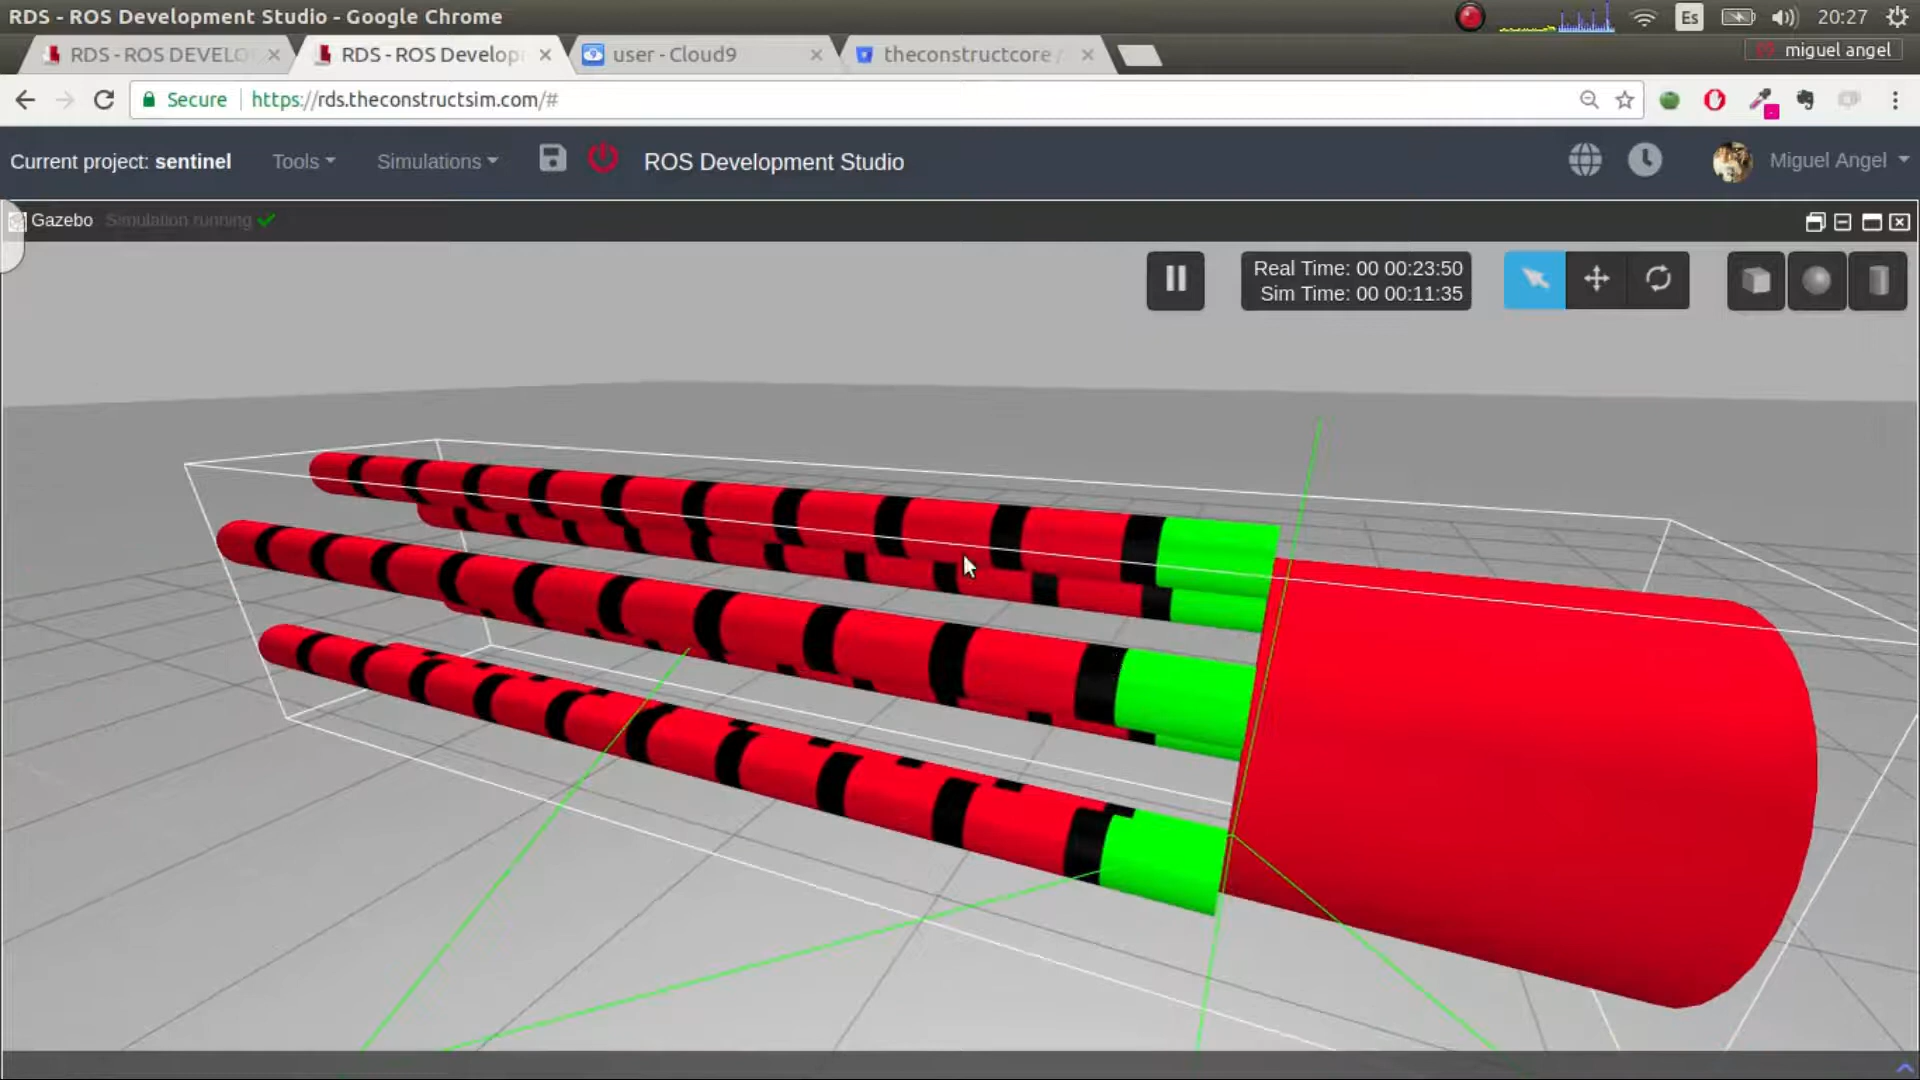 RDS - ROS Development Studio - Google Chrome
Es
20:27
RDS - ROS DEVELO
RDS - ROS Develop
user - Cloud9
theconstructcore /
miguel angel
Secure
https://rds.theconstructsim.com/#
Current project: sentinel
Tools
Simulations
ROS Development Studio
Miguel Angel
Gazebo
Simulation running
Real Time: 00 00:23:50
Sim Time: 00 00:11:35